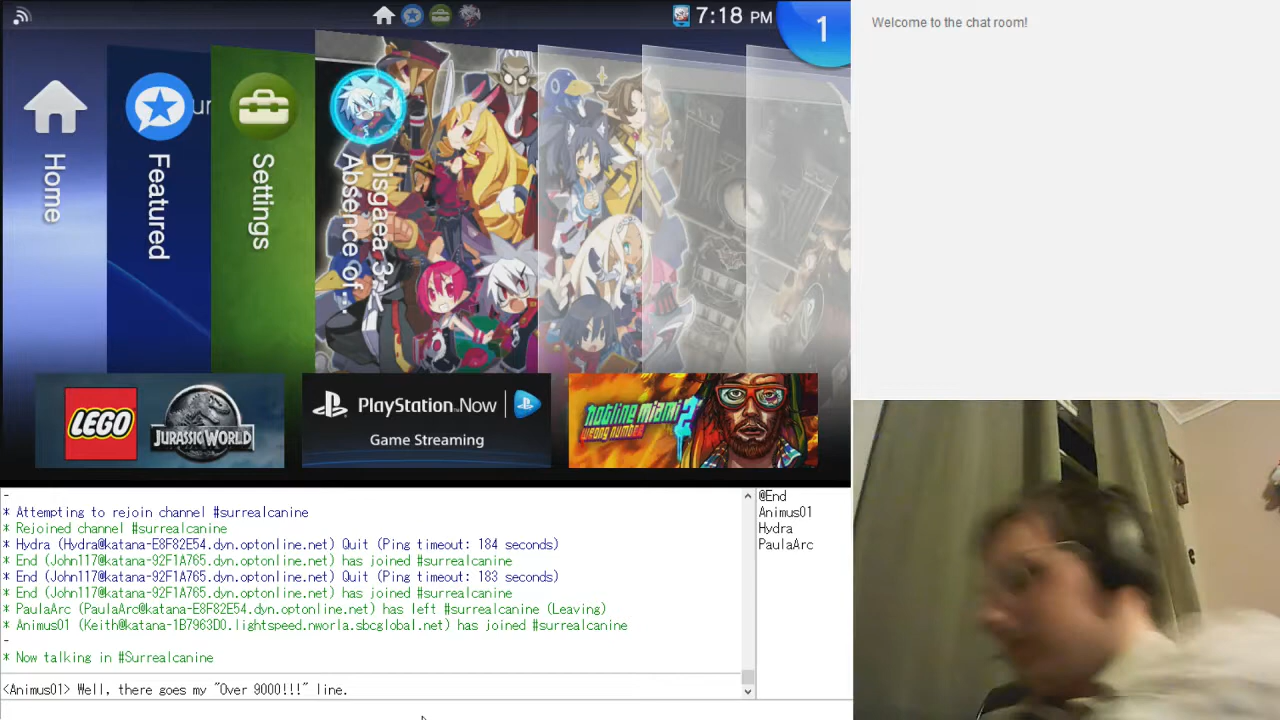 7:18 PM
1
Welcome to the chat room!
Home
Featured
Settings
Disgaea 3:
Absence of...
LEGO
JURASSIC WORLD
PlayStation Now
Game Streaming
hotline miami 2
wrong number
-
* Attempting to rejoin channel #surrealcanine
* Rejoined channel #surrealcanine
* Hydra (Hydra@katana-E8F82E54.dyn.optonline.net) Quit (Ping timeout: 184 seconds)
* End (John117@katana-92F1A765.dyn.optonline.net) has joined #surrealcanine
* End (John117@katana-92F1A765.dyn.optonline.net) Quit (Ping timeout: 183 seconds)
* End (John117@katana-92F1A765.dyn.optonline.net) has joined #surrealcanine
* PaulaArc (PaulaArc@katana-E8F82E54.dyn.optonline.net) has left #surrealcanine (Leaving)
* Animus01 (Keith@katana-1B7963D0.lightspeed.nworla.sbcglobal.net) has joined #surrealcanine
-
* Now talking in #Surrealcanine
<Animus01> Well, there goes my "Over 9000!!!" line.
@End
Animus01
Hydra
PaulaArc